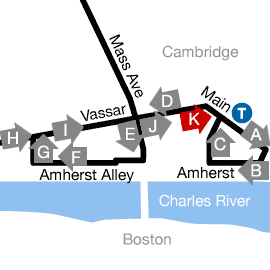 Mass Ave
Cambridge
Vassar
D
Main
T
H
I
E
J
K
A
G
F
C
B
Amherst Alley
Amherst
Charles River
Boston